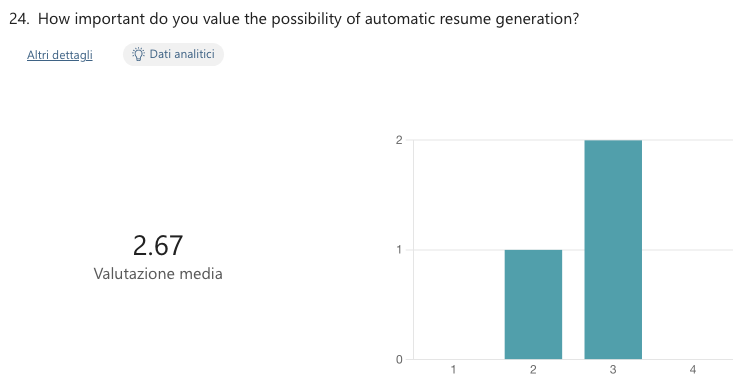 24. How important do you value the possibility of automatic resume generation?
Altri dettagli
Dati analitici
2.67
Valutazione media
2
1
0
1 2 3 4